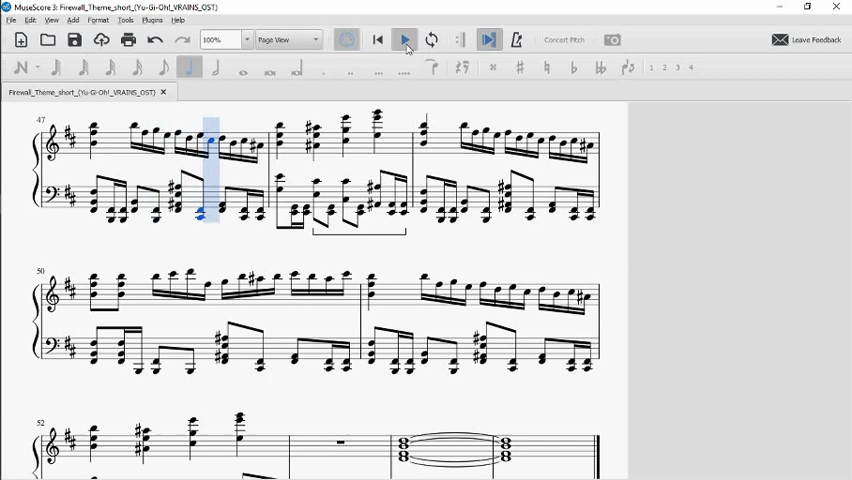 MuseScore 3: Firewall_Theme_short_(Yu-Gi-Oh!_VRAINS_OST)
File Edit View Add Format Tools Plugins Help
100% Page View Concert Pitch Leave Feedback
1 2 3 4
Firewall_Theme_short_(Yu-Gi-Oh!_VRAINS_OST)
47
50
52